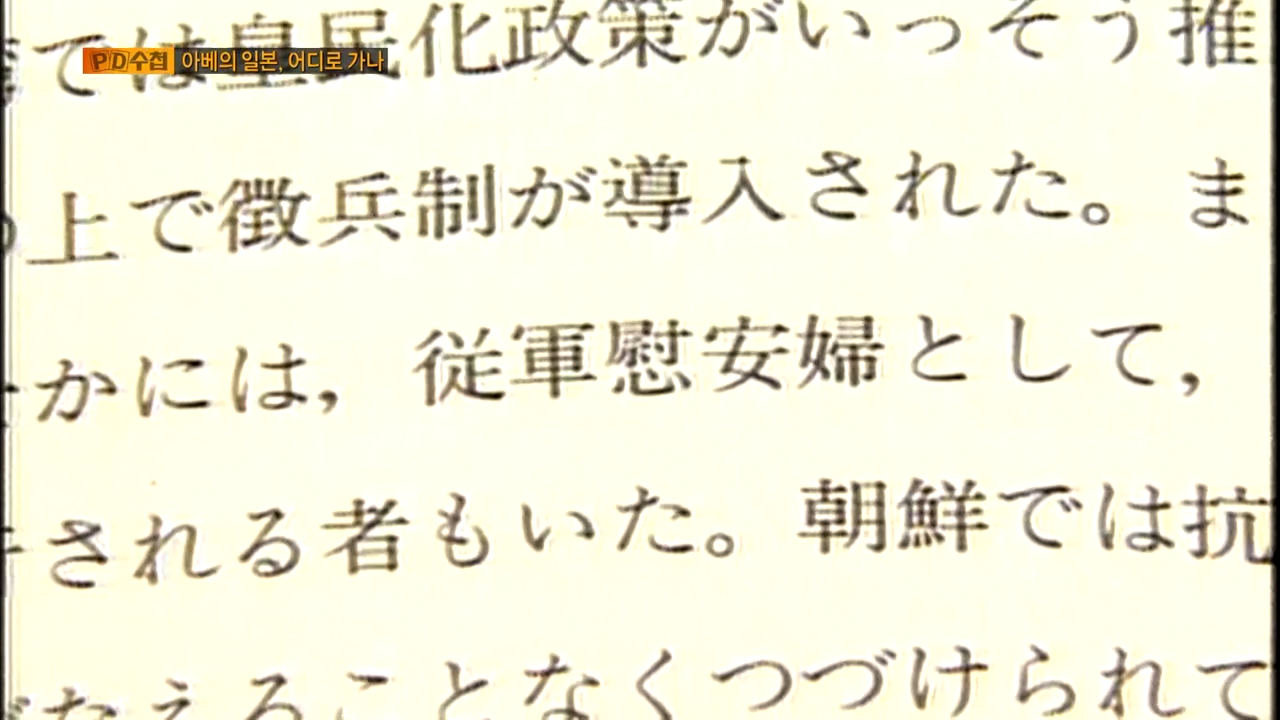 PD수첩 아베의 일본, 어디로 가나
ては皇民化政策がいっそう推
上で徴兵制が導入された。ま
かには，従軍慰安婦として，
される者もいた。朝鮮では抗
たえることなくつづけられて